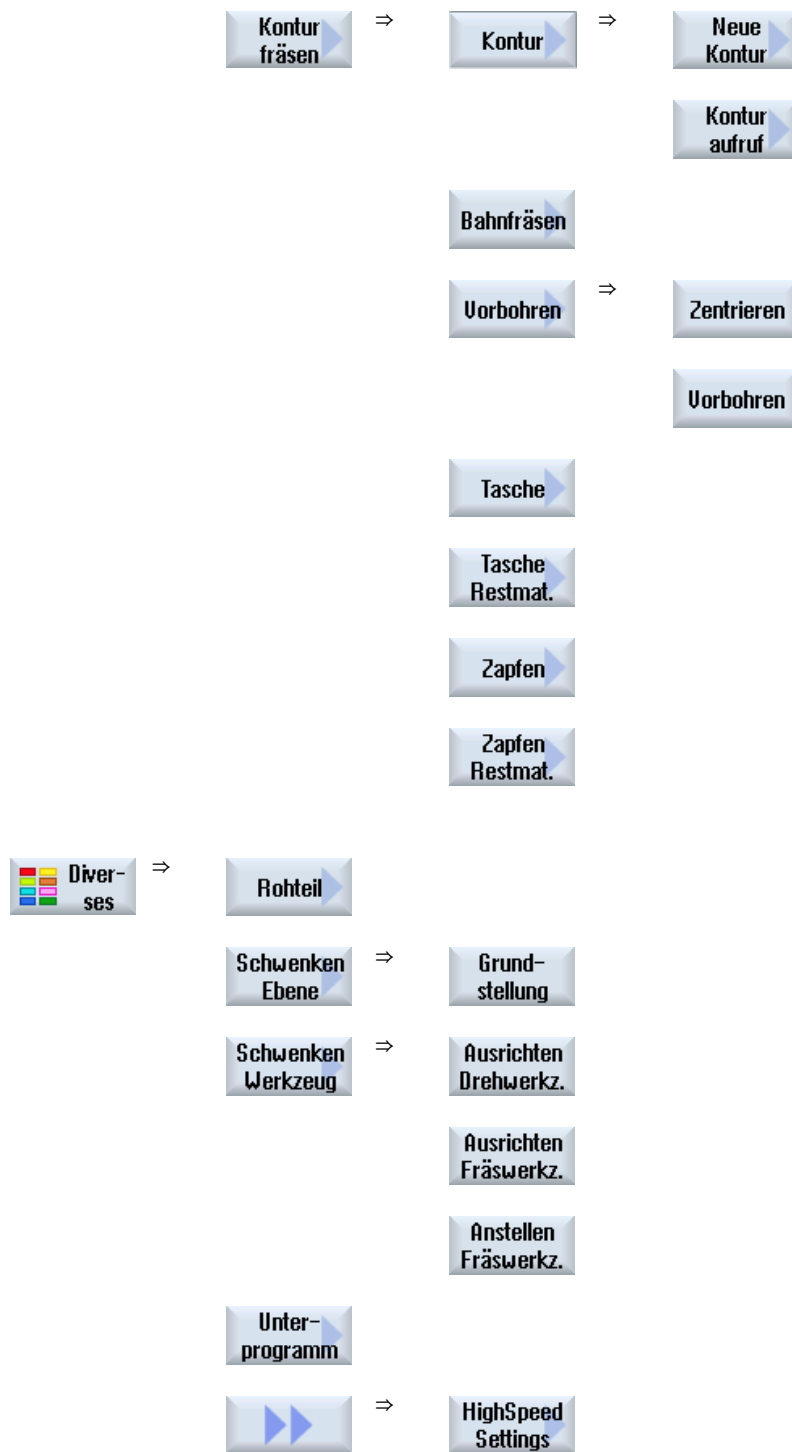 Kontur
fräsen
⇒
Kontur
⇒
Neue
Kontur
Kontur
aufruf
Bahnfräsen
Vorbohren
⇒
Zentrieren
Vorbohren
Tasche
Tasche
Restmat.
Zapfen
Zapfen
Restmat.
Diver-
ses
⇒
Rohteil
Schwenken
Ebene
⇒
Grund-
stellung
Schwenken
Werkzeug
⇒
Ausrichten
Drehwerkz.
Ausrichten
Fräswerkz.
Anstellen
Fräswerkz.
Unter-
programm
⇒
HighSpeed
Settings